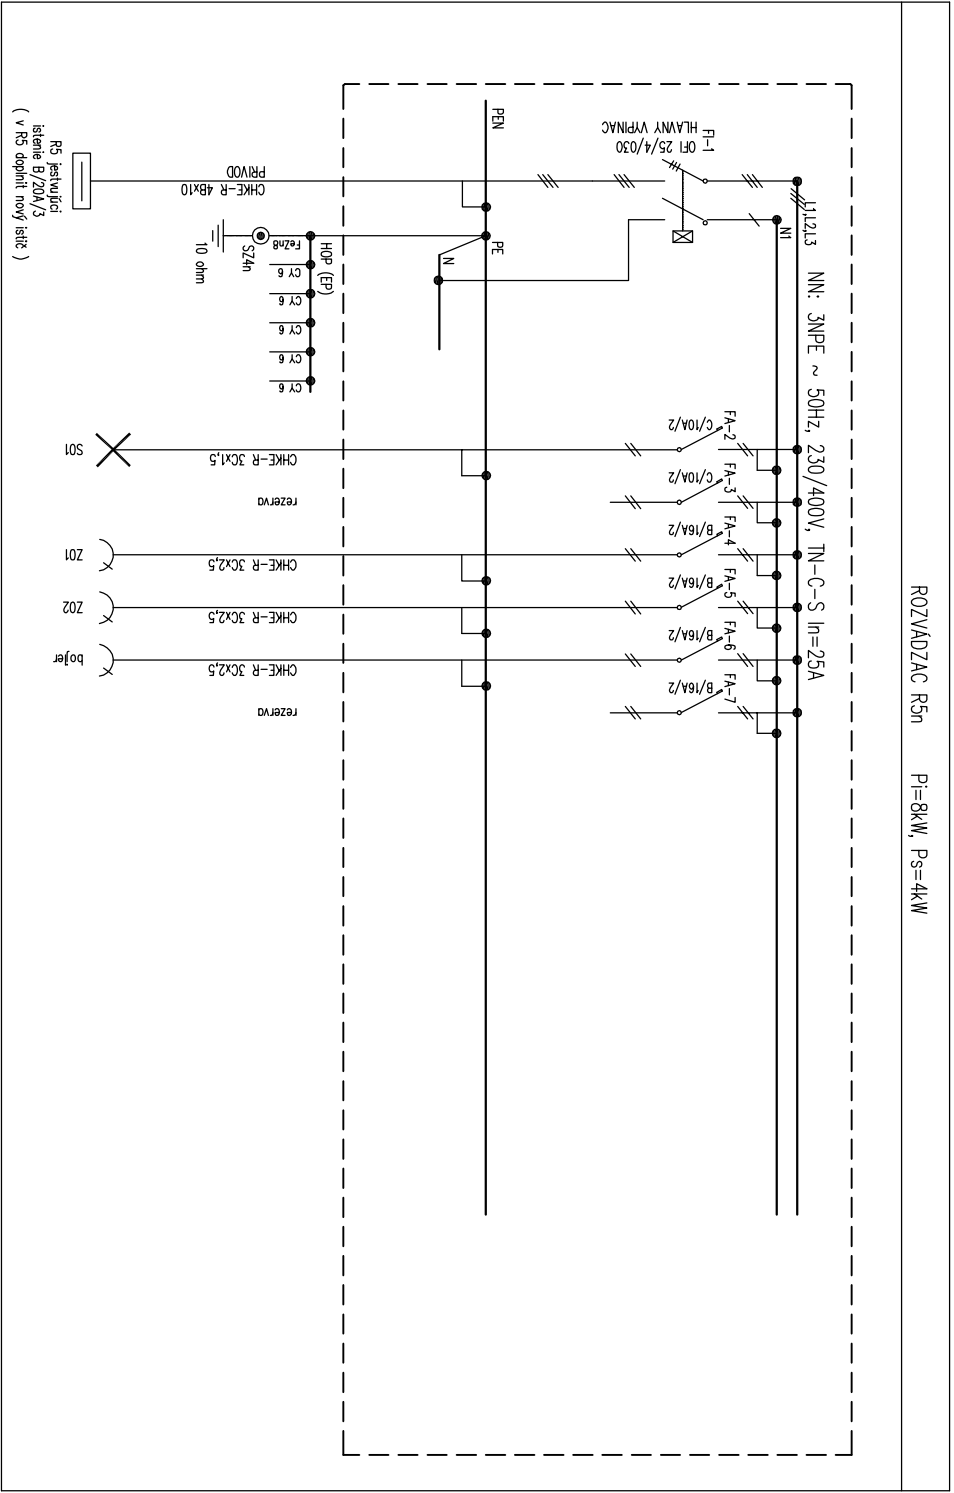 ROZVÁDZAC R5n Pi=8kW, Ps=4kW
NN: 3NPE ~ 50Hz, 230/400V, TN-C-S In=25A
L1,L2,L3
N1
FI-1
HLAVNY VYPINAC
OFI 25/4/030
PEN
PE
N
FA-2
C/10A/2
FA-3
C/10A/2
FA-4
B/16A/2
FA-5
B/16A/2
FA-6
B/16A/2
FA-7
B/16A/2
HOP (EP)
FeZn8
CY 6
CY 6
CY 6
CY 6
CY 6
SZ4n
10 ohm
PRIVOD
CHKE-R 4Bx10
CHKE-R 3Cx1,5
rezerva
CHKE-R 3Cx2,5
CHKE-R 3Cx2,5
CHKE-R 3Cx2,5
rezerva
R5 jestvujúci
istenie B/20A/3
( v R5 doplnit nový istič )
S01
Z01
Z02
bojler